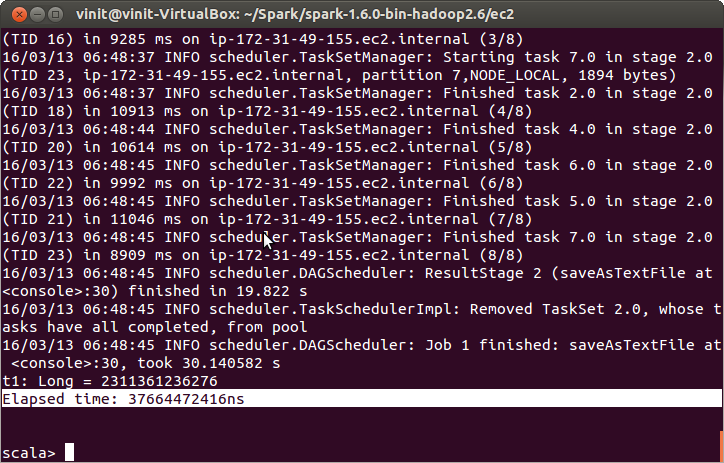 vinit@vinit-VirtualBox: ~/Spark/spark-1.6.0-bin-hadoop2.6/ec2
(TID 16) in 9285 ms on ip-172-31-49-155.ec2.internal (3/8)
16/03/13 06:48:37 INFO scheduler.TaskSetManager: Starting task 7.0 in stage 2.0
(TID 23, ip-172-31-49-155.ec2.internal, partition 7,NODE_LOCAL, 1894 bytes)
16/03/13 06:48:37 INFO scheduler.TaskSetManager: Finished task 2.0 in stage 2.0
(TID 18) in 10913 ms on ip-172-31-49-155.ec2.internal (4/8)
16/03/13 06:48:44 INFO scheduler.TaskSetManager: Finished task 4.0 in stage 2.0
(TID 20) in 10614 ms on ip-172-31-49-155.ec2.internal (5/8)
16/03/13 06:48:45 INFO scheduler.TaskSetManager: Finished task 6.0 in stage 2.0
(TID 22) in 9992 ms on ip-172-31-49-155.ec2.internal (6/8)
16/03/13 06:48:45 INFO scheduler.TaskSetManager: Finished task 5.0 in stage 2.0
(TID 21) in 11046 ms on ip-172-31-49-155.ec2.internal (7/8)
16/03/13 06:48:45 INFO scheduler.TaskSetManager: Finished task 7.0 in stage 2.0
(TID 23) in 8909 ms on ip-172-31-49-155.ec2.internal (8/8)
16/03/13 06:48:45 INFO scheduler.DAGScheduler: ResultStage 2 (saveAsTextFile at
<console>:30) finished in 19.822 s
16/03/13 06:48:45 INFO scheduler.TaskSchedulerImpl: Removed TaskSet 2.0, whose t
asks have all completed, from pool
16/03/13 06:48:45 INFO scheduler.DAGScheduler: Job 1 finished: saveAsTextFile at
<console>:30, took 30.140582 s
t1: Long = 2311361236276
Elapsed time: 37664472416ns
scala>